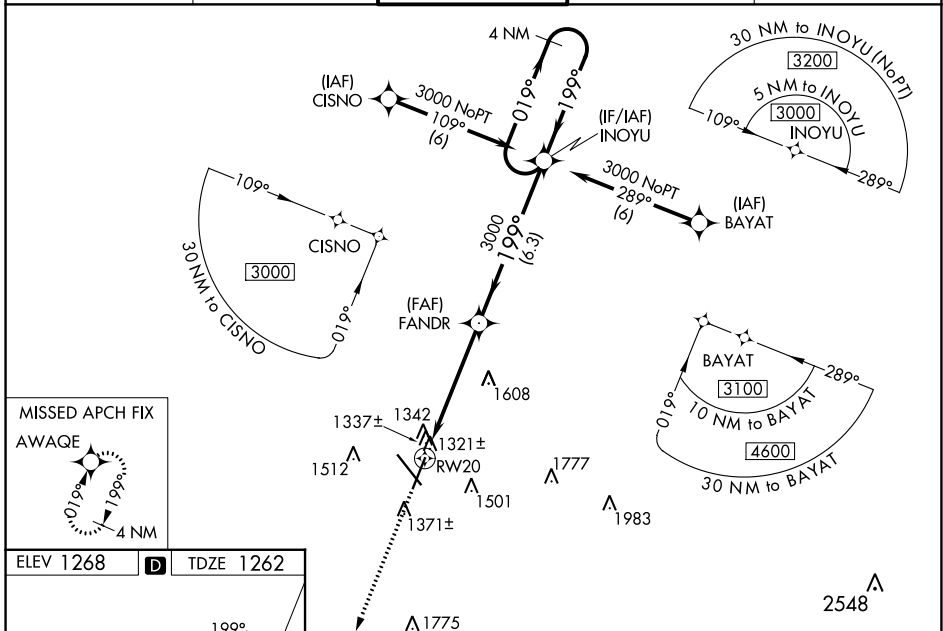 4 NM
019°
199°
(IAF)
CISNO
3000 NoPT
109°
(6)
(IF/IAF)
INOYU
3000 NoPT
289°
(6)
(IAF)
BAYAT
30 NM to INOYU (NoPT)
3200
5 NM to INOYU
3000
INOYU
109°
289°
109°
CISNO
3000
019°
30 NM to CISNO
3000
199°
(6.3)
(FAF)
FANDR
BAYAT
3100
10 NM to BAYAT
4600
30 NM to BAYAT
019°
289°
1608
1342
1337±
1321±
RW20
1512
1501
1777
1983
1371±
2548
1775
MISSED APCH FIX
AWAQE
019°
199°
4 NM
ELEV 1268
D
TDZE 1262
199°